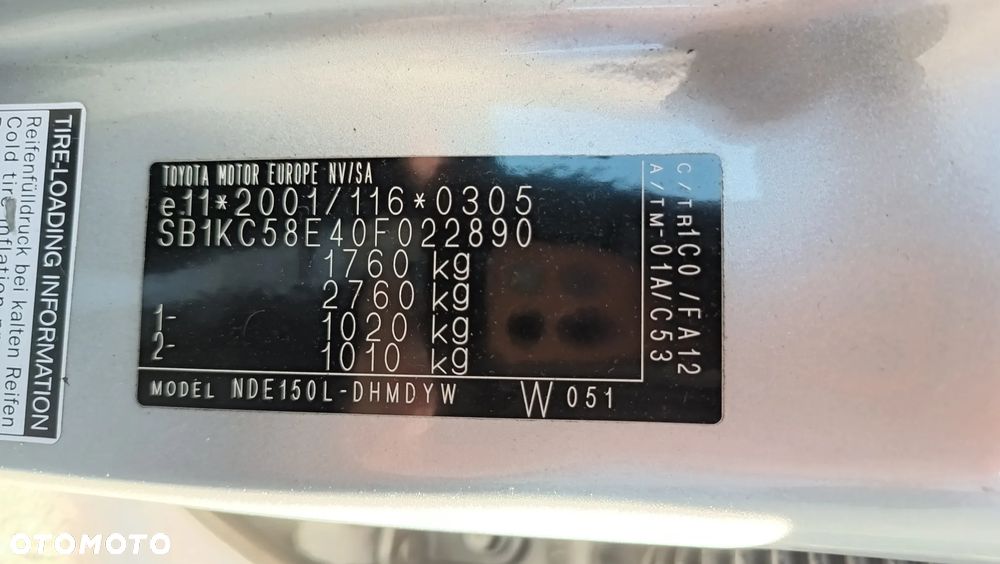 TOYOTA MOTOR EUROPE NV/SA
e11*2001/116*0305
SB1KC58E40F022890
1760 kg
2760 kg
1- 1020 kg
2- 1010 kg
MODEL NDE150L-DHMDYW W051
C/TR1C0/FA12
A/TM-01A/C53
TIRE-LOADING INFORMATION
Reifenfülldruck bei kalten Reifen
Cold tire inflation
OTOMOTO